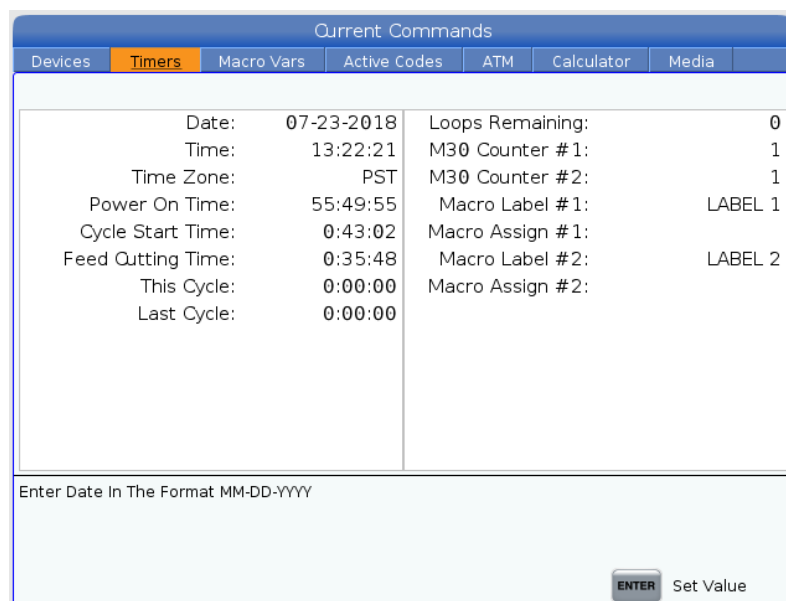 Current Commands
Devices Timers Macro Vars Active Codes ATM Calculator Media
Date: 07-23-2018
Time: 13:22:21
Time Zone: PST
Power On Time: 55:49:55
Cycle Start Time: 0:43:02
Feed Cutting Time: 0:35:48
This Cycle: 0:00:00
Last Cycle: 0:00:00
Loops Remaining: 0
M30 Counter #1: 1
M30 Counter #2: 1
Macro Label #1: LABEL 1
Macro Assign #1:
Macro Label #2: LABEL 2
Macro Assign #2:
Enter Date In The Format MM-DD-YYYY
ENTER Set Value